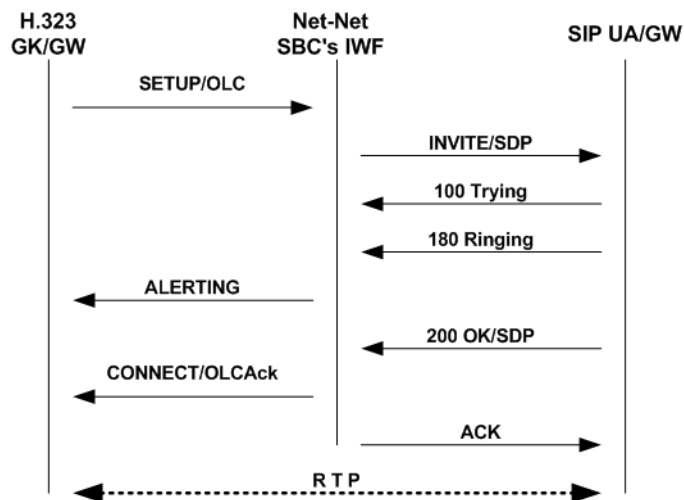 H.323
GK/GW
Net-Net
SBC's IWF
SIP UA/GW
SETUP/OLC
INVITE/SDP
100 Trying
180 Ringing
ALERTING
200 OK/SDP
CONNECT/OLCAck
ACK
R T P